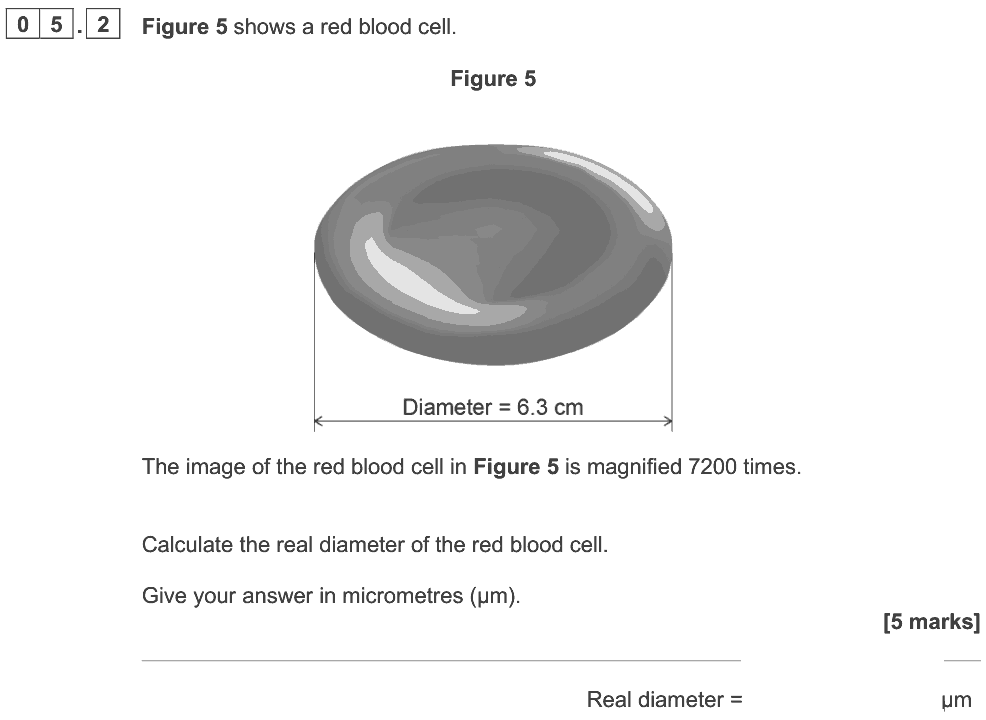 0 5 . 2 Figure 5 shows a red blood cell.
Figure 5
Diameter = 6.3 cm
The image of the red blood cell in Figure 5 is magnified 7200 times.
Calculate the real diameter of the red blood cell.
Give your answer in micrometres (µm).
[5 marks]
Real diameter = µm